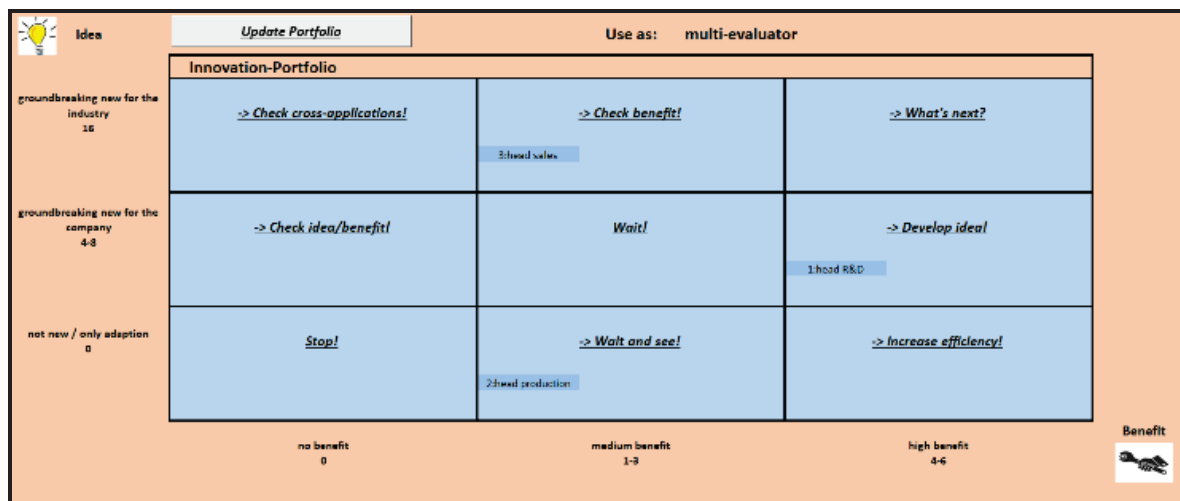 Idea
Update Portfolio
Use as: multi-evaluator
Innovation-Portfolio
groundbreaking new for the
industry
16
-> Check cross-applications!
-> Check benefit!
-> What's next?
3:head sales
groundbreaking new for the
company
4-8
-> Check idea/benefit!
Wait!
-> Develop idea!
1:head R&D
not new / only adaption
0
Stop!
-> Wait and see!
-> Increase efficiency!
2:head production
no benefit
0
medium benefit
1-3
high benefit
4-6
Benefit